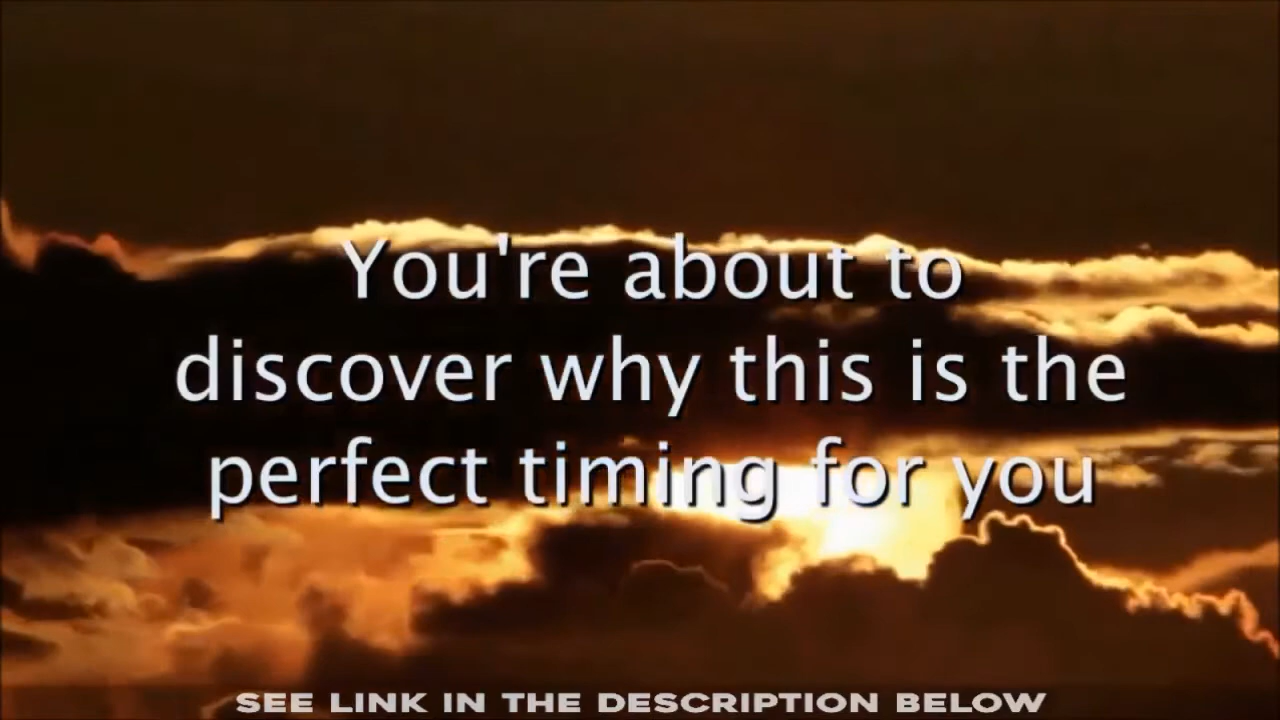 You're about to
discover why this is the
perfect timing for you
SEE LINK IN THE DESCRIPTION BELOW